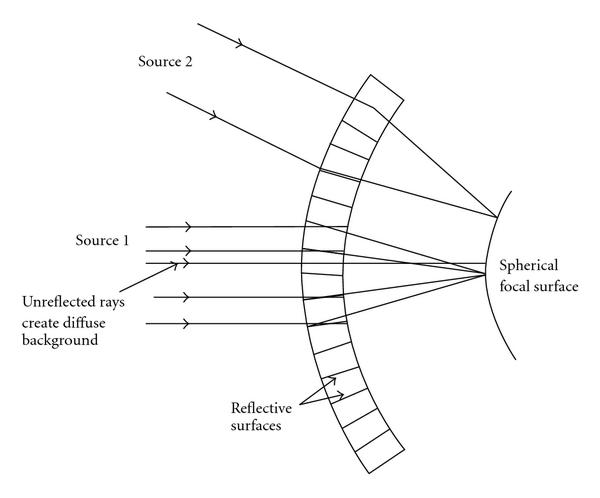 Source 2
Source 1
Unreflected rays
create diffuse
background
Spherical
focal surface
Reflective
surfaces